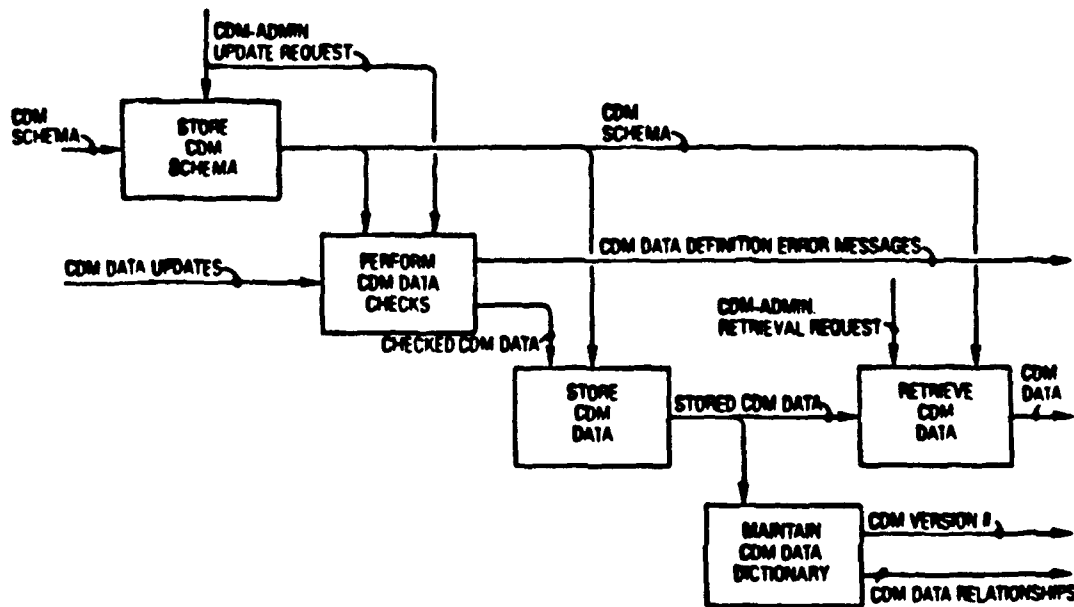 CDM-ADMIN
UPDATE REQUEST
CDM
SCHEMA
STORE
CDM
SCHEMA
CDM
SCHEMA
CDM DATA UPDATES
PERFORM
CDM DATA
CHECKS
CDM DATA DEFINITION ERROR MESSAGES
CDM-ADMIN.
RETRIEVAL REQUEST
CHECKED CDM DATA
STORE
CDM
DATA
STORED CDM DATA
RETRIEVE
CDM
DATA
CDM
DATA
MAINTAIN
CDM DATA
DICTIONARY
CDM VERSION #
CDM DATA RELATIONSHIPS